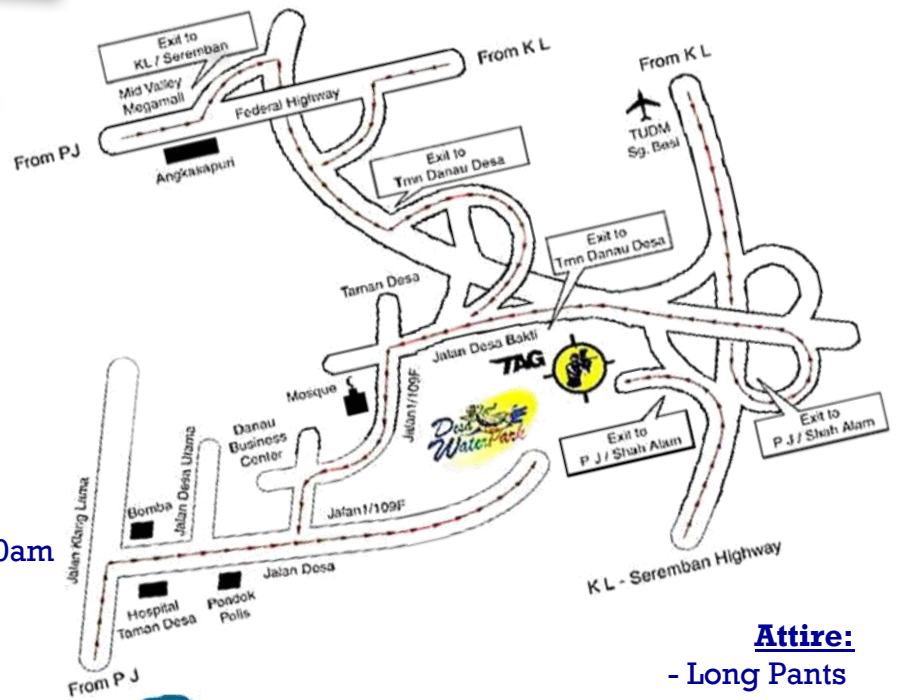 Exit to
KL / Seremban
Mid Valley
Megamall
Federal Highway
From K L
From PJ
Angkasapuri
Exit to
Tmn Danau Desa
From K L
TUDM
Sg. Besi
Exit to
Tmn Danau Desa
Taman Desa
Jalan Desa Bakti
TAG
Mosque
Jalan1/109F
Desa
WaterPark
Danau
Business
Center
Exit to
P J / Shah Alam
Exit to
P J / Shah Alam
Jalan Klang Lama
Jalan Desa Utama
Bomba
Jalan1/109F
0am
Jalan Desa
Hospital
Taman Desa
Pondok
Polis
K L - Seremban Highway
From P J
Attire:
- Long Pants